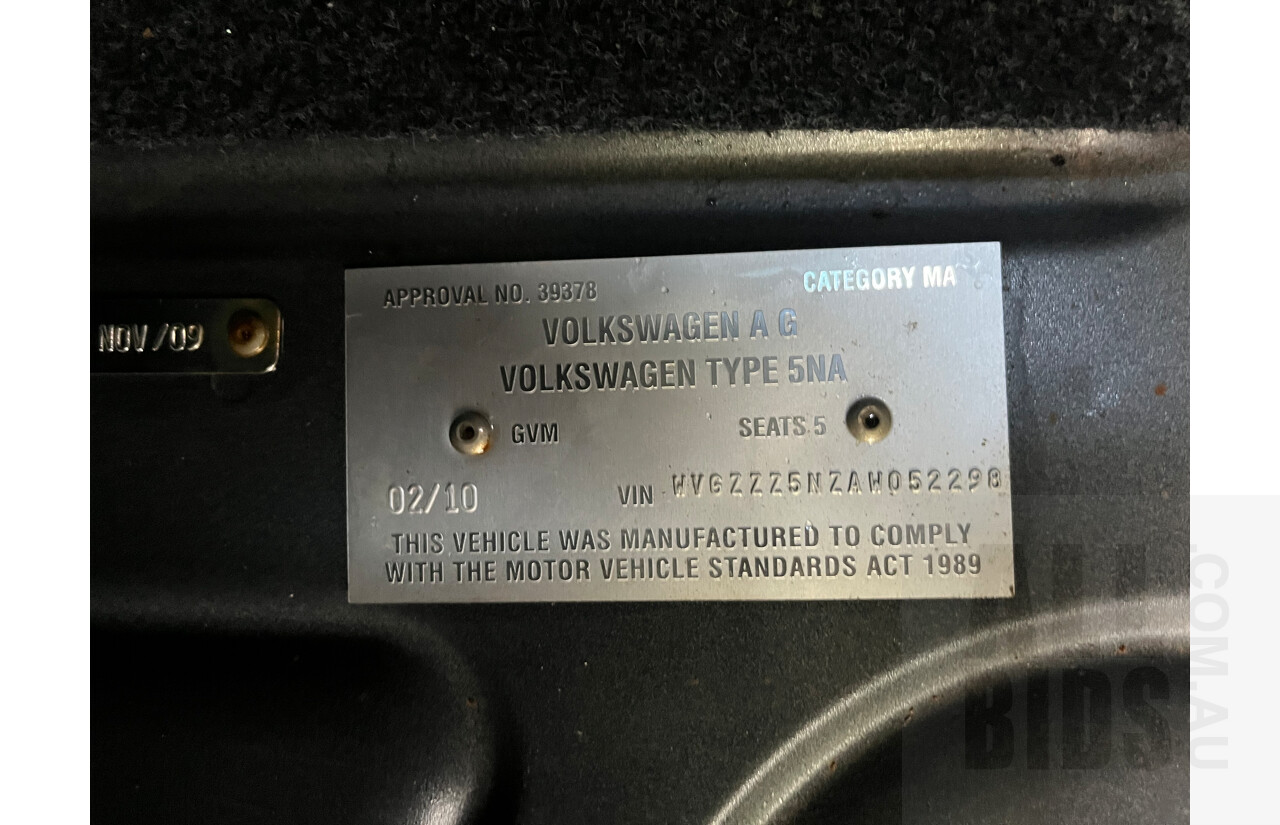 NOV/09
APPROVAL NO. 39378
CATEGORY MA
VOLKSWAGEN A G
VOLKSWAGEN TYPE 5NA
GVM
SEATS 5
02/10
VIN WVGZZZ5NZAW052298
THIS VEHICLE WAS MANUFACTURED TO COMPLY
WITH THE MOTOR VEHICLE STANDARDS ACT 1989
ALL
BIDS
.COM.AU